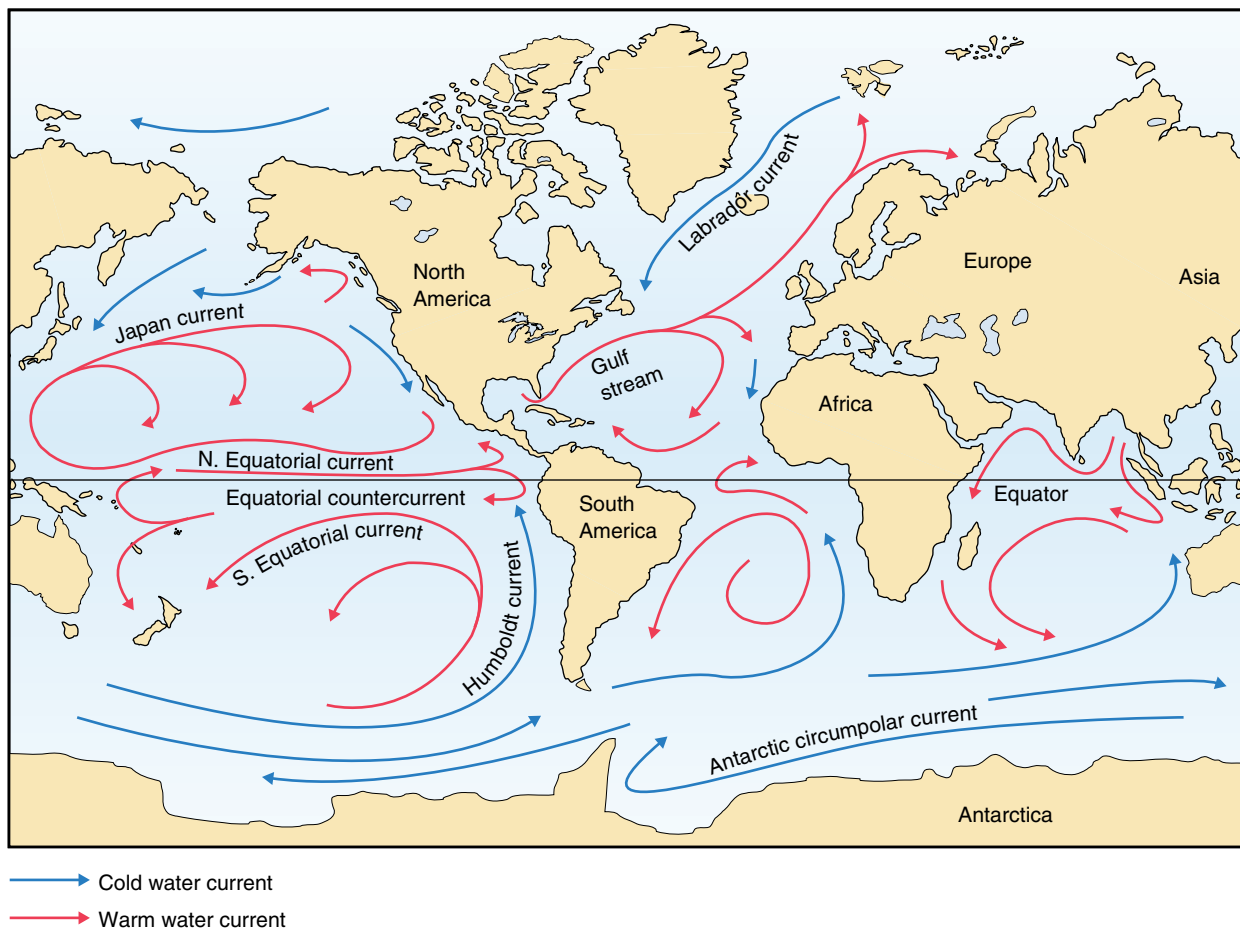 Labrador current
North
America
Europe
Asia
Japan current
Gulf
stream
Africa
N. Equatorial current
Equatorial countercurrent
Equator
South
America
S. Equatorial current
Humboldt current
Antarctic circumpolar current
Antarctica
Cold water current
Warm water current